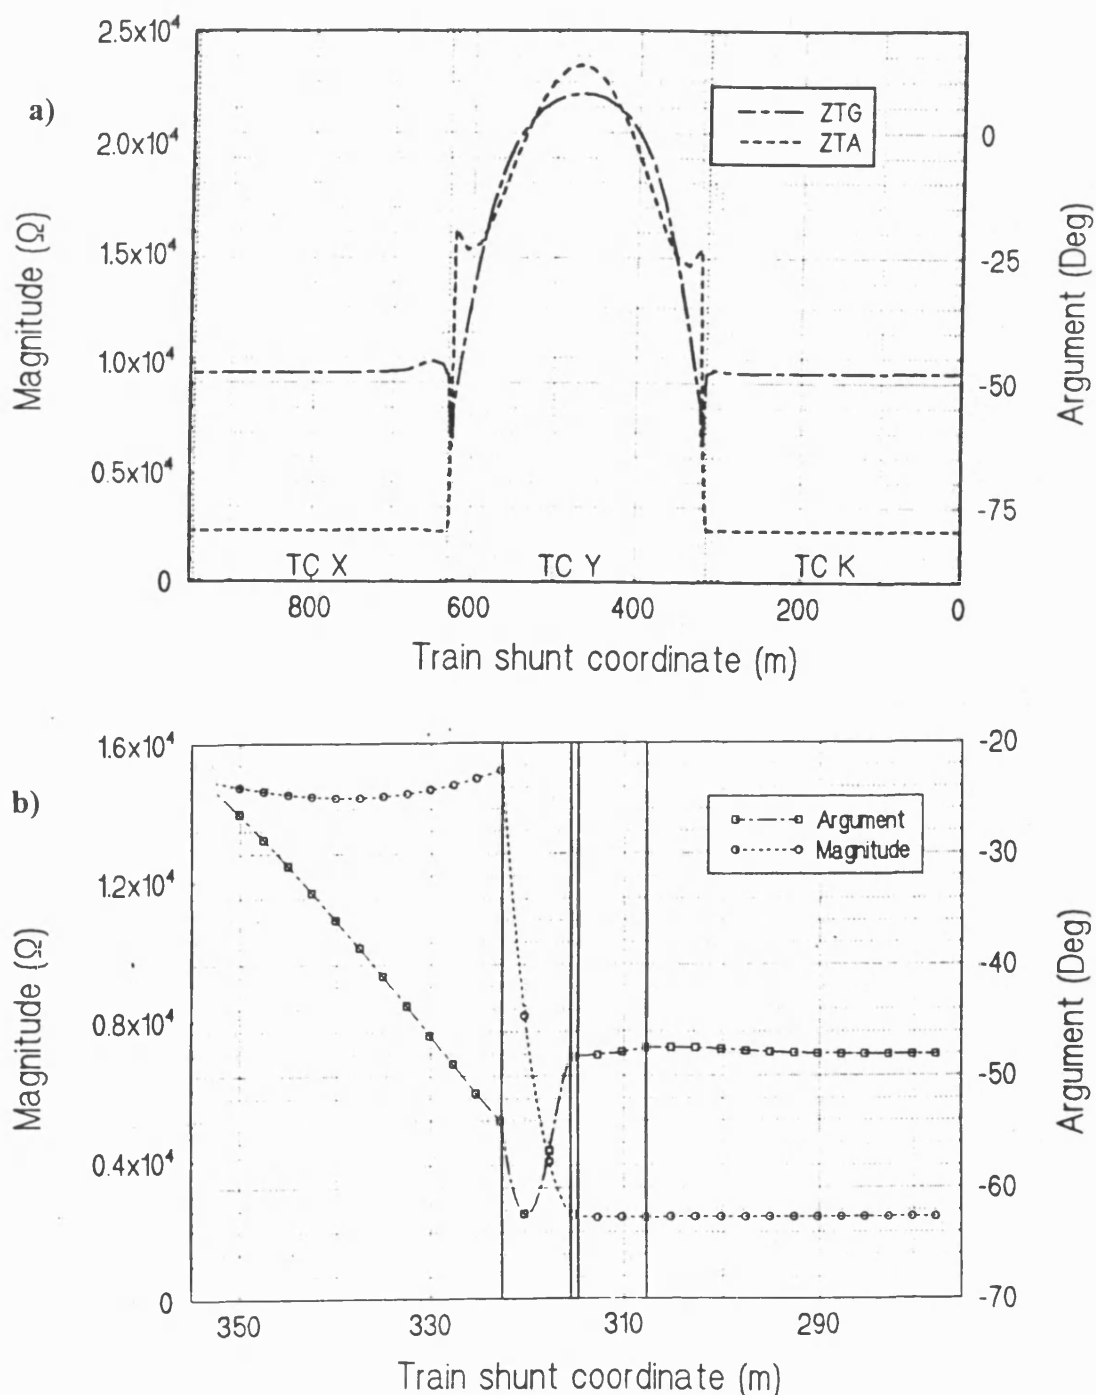 a)
2.5x10⁴
2.0x10⁴
15x10⁴
1.0x10⁴
0.5x10⁴
0
Magnitude (Ω)
ZTG
ZTA
0
-25
-50
-75
Argument (Deg)
TC X
TC Y
TC K
800
600
400
200
0
Train shunt coordinate (m)
b)
1.6x10⁴
1.2x10⁴
0.8x10⁴
0.4x10⁴
0
Magnitude (Ω)
Argument
Magnitude
-20
-30
-40
-50
-60
-70
Argument (Deg)
350
330
310
290
Train shunt coordinate (m)